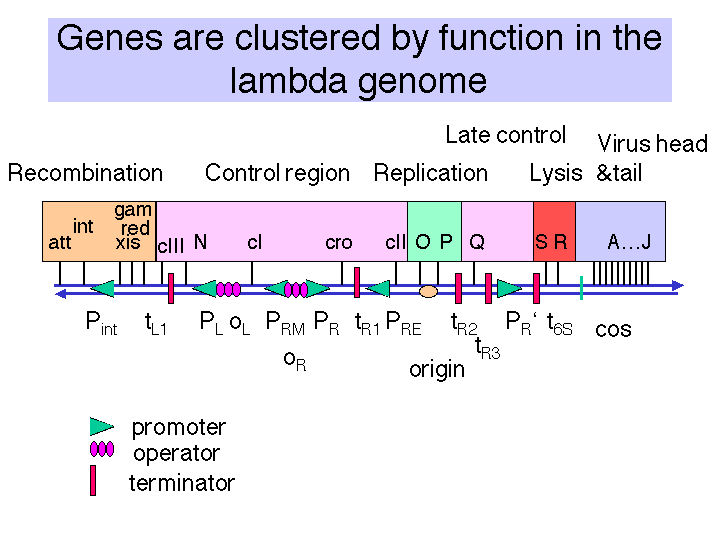 Genes are clustered by function in the
lambda genome
Late control
Virus head
Recombination Control region Replication Lysis &tail
gam
int red
att xis cIII N cI cro cII O P Q S R A…J
Pint tL1 PL oL PRM PR tR1 PRE tR2 PR‘ t6S cos
tR3
oR origin
promoter
operator
terminator